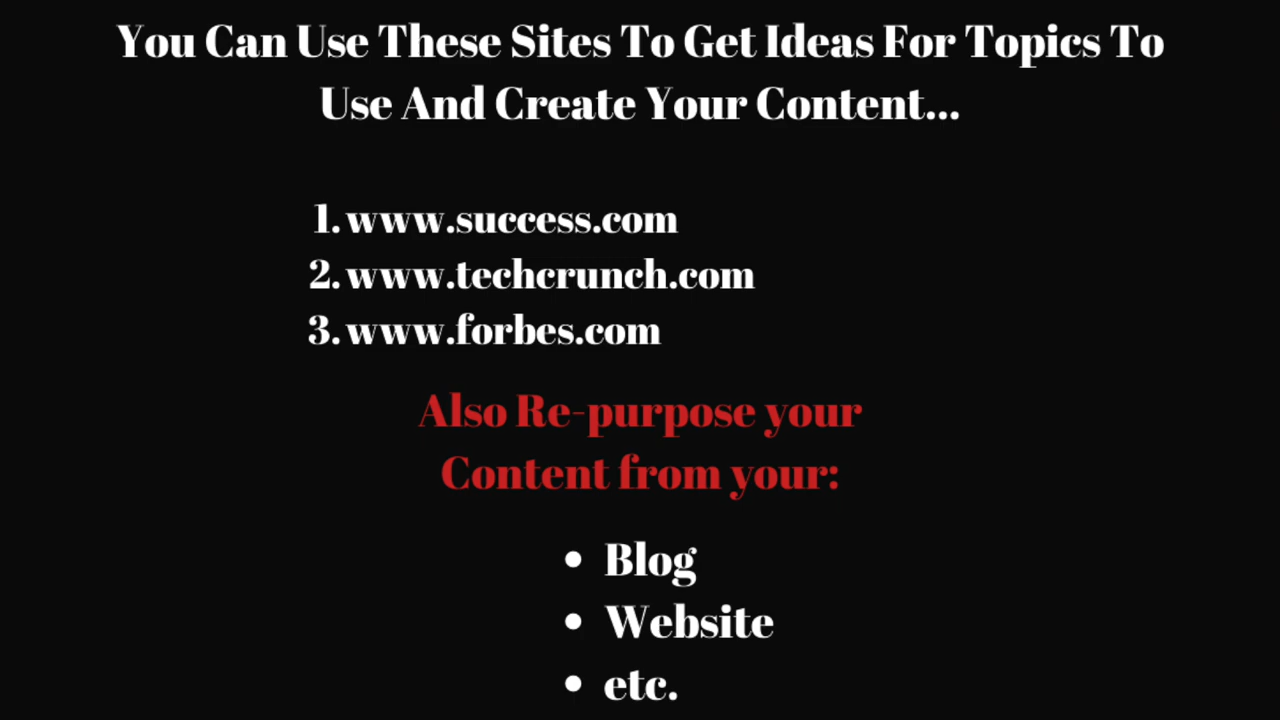 You Can Use These Sites To Get Ideas For Topics To
Use And Create Your Content...
1. www.success.com
2. www.techcrunch.com
3. www.forbes.com
Also Re-purpose your
Content from your:
• Blog
• Website
• etc.